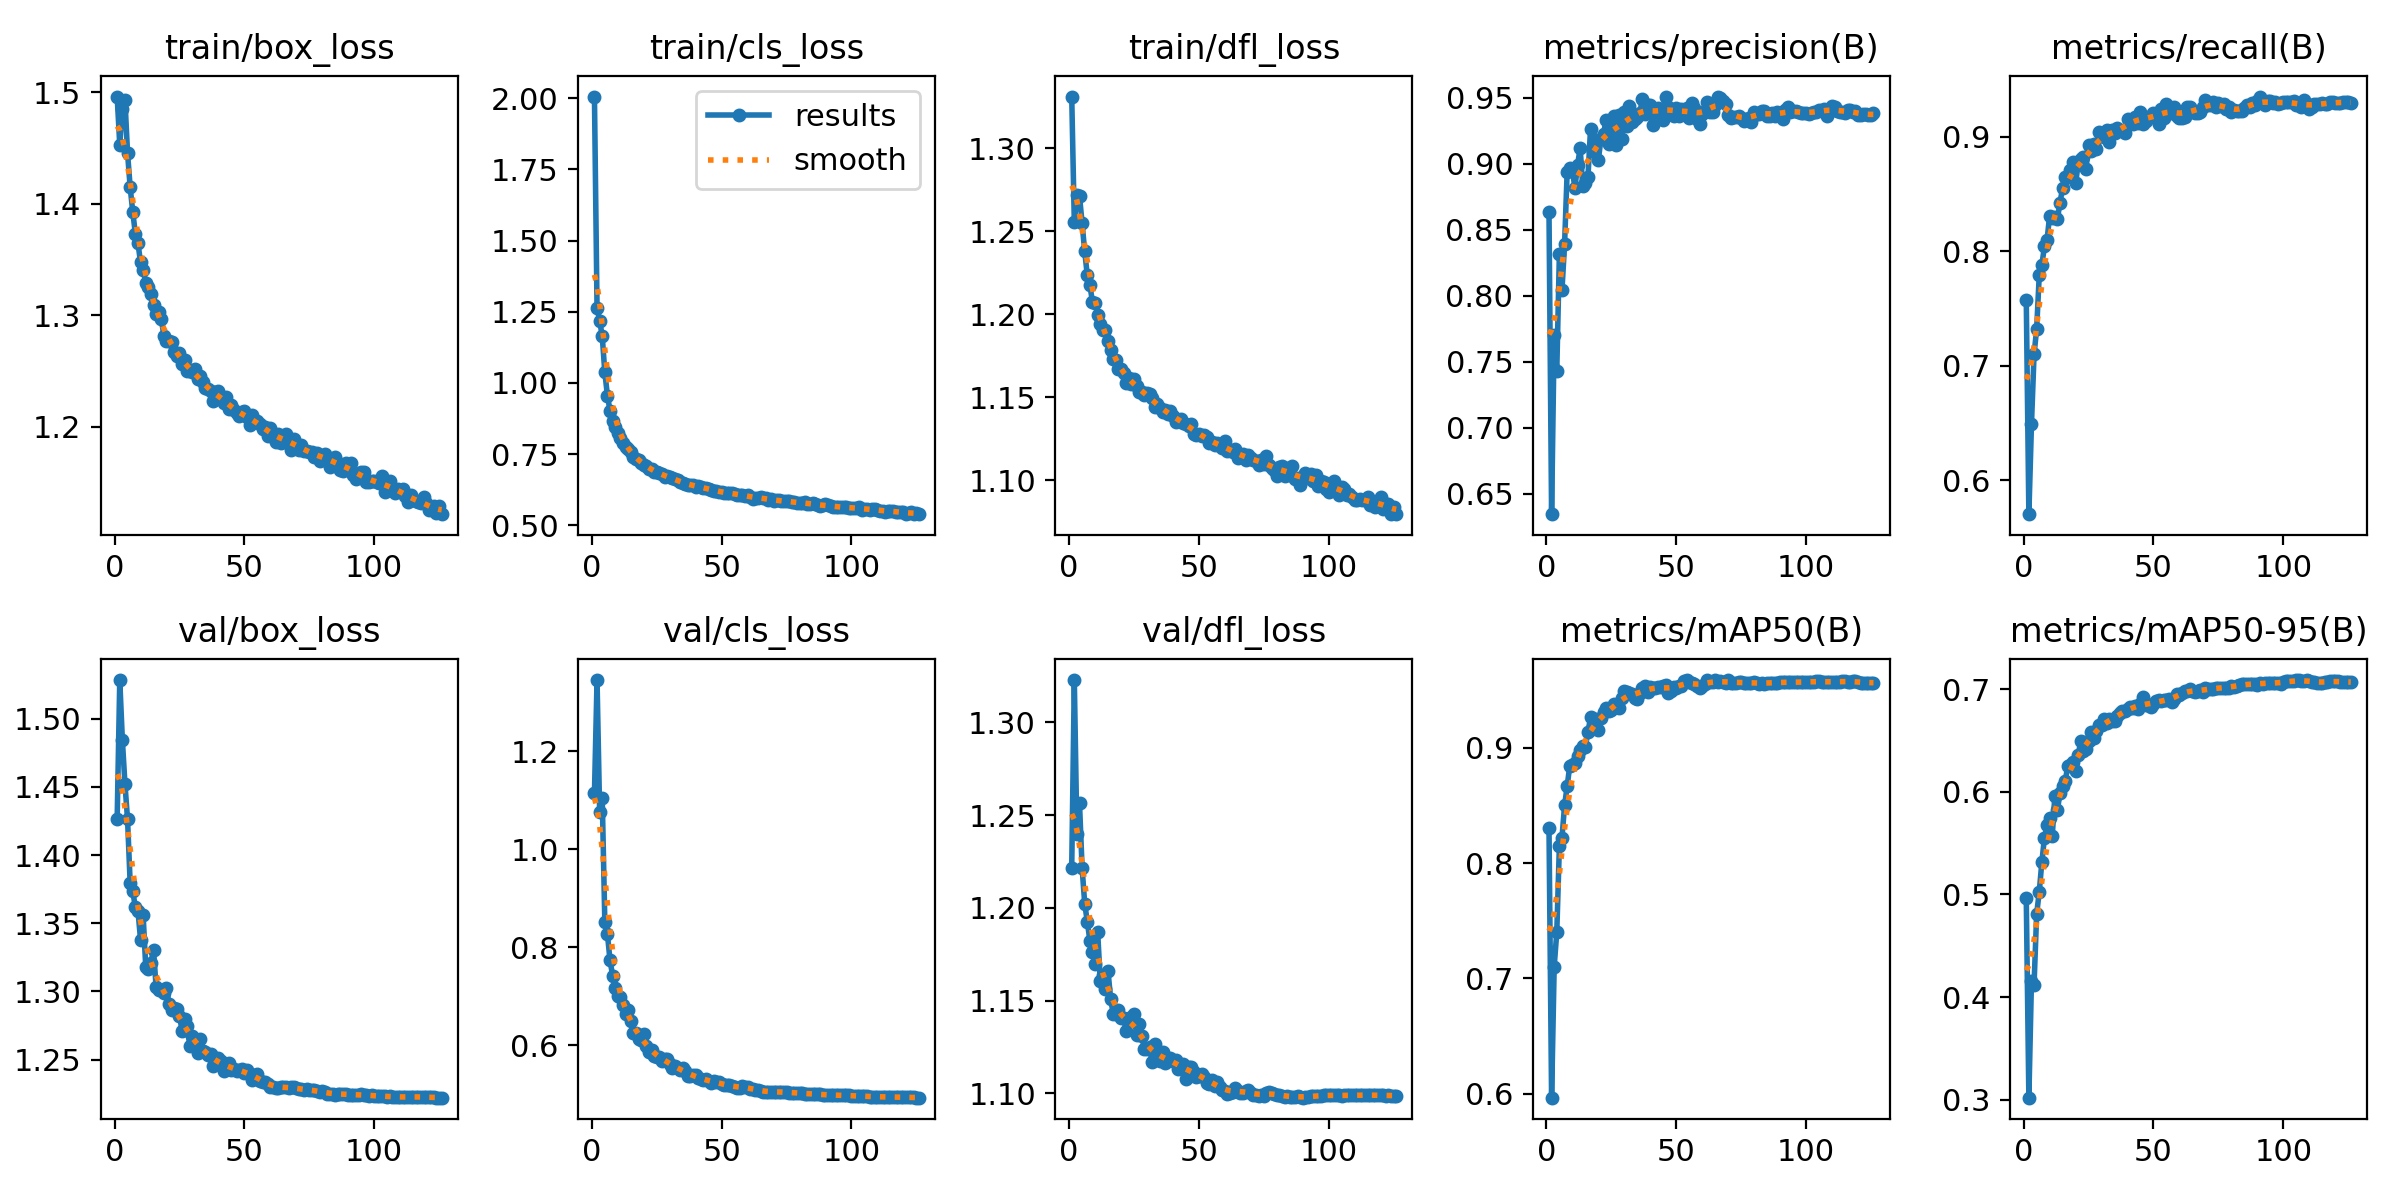 train/box_loss
1.5
1.4
1.3
1.2
0 50 100
train/cls_loss
2.00
1.75
1.50
1.25
1.00
0.75
0.50
0 50 100
results
smooth
train/dfl_loss
1.30
1.25
1.20
1.15
1.10
0 50 100
metrics/precision(B)
0.95
0.90
0.85
0.80
0.75
0.70
0.65
0 50 100
metrics/recall(B)
0.9
0.8
0.7
0.6
0 50 100
val/box_loss
1.50
1.45
1.40
1.35
1.30
1.25
0 50 100
val/cls_loss
1.2
1.0
0.8
0.6
0 50 100
val/dfl_loss
1.30
1.25
1.20
1.15
1.10
0 50 100
metrics/mAP50(B)
0.9
0.8
0.7
0.6
0 50 100
metrics/mAP50-95(B)
0.7
0.6
0.5
0.4
0.3
0 50 100